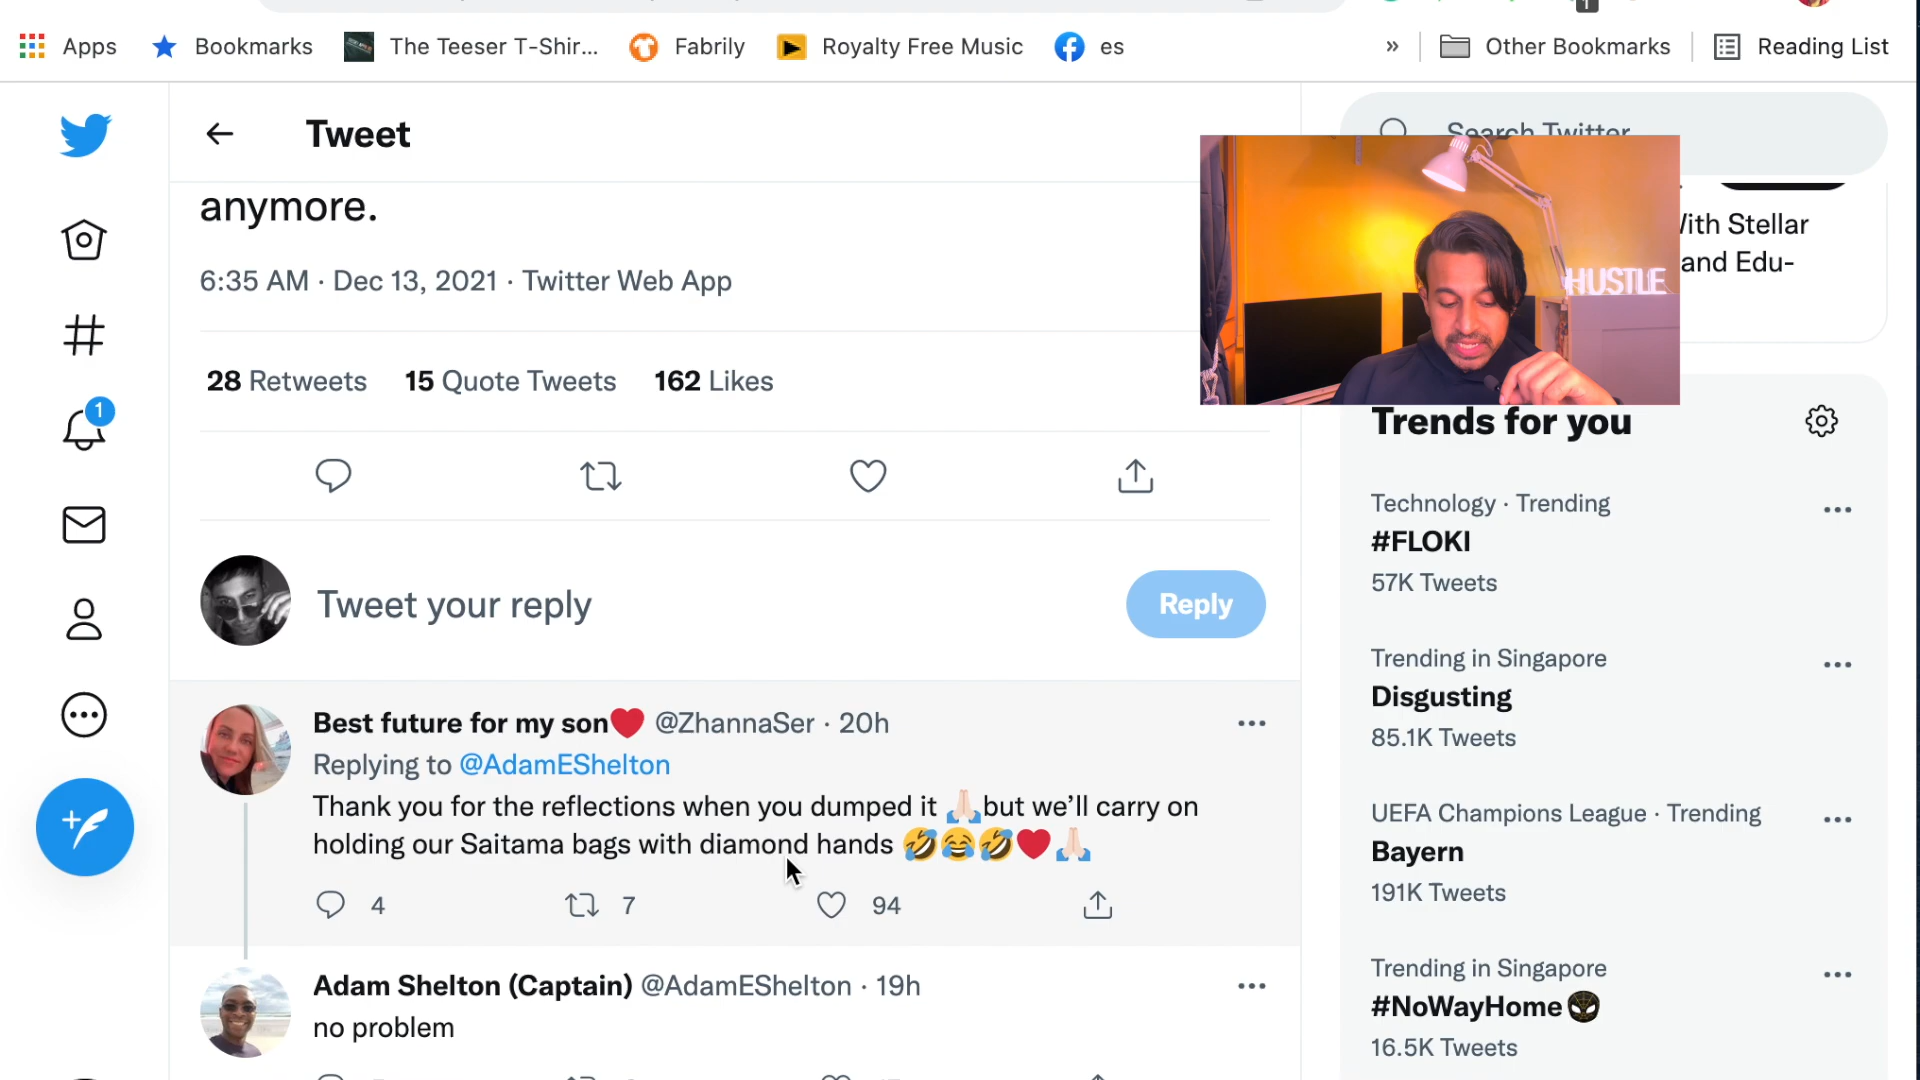 Apps
Bookmarks
The Teeser T-Shir...
Fabrily
Royalty Free Music
es
»
Other Bookmarks
Reading List
Tweet
Search Twitter
anymore.
6:35 AM · Dec 13, 2021 · Twitter Web App
28 Retweets 15 Quote Tweets 162 Likes
Tweet your reply
Reply
1
Best future for my son❤️ @ZhannaSer · 20h
Replying to @AdamEShelton
Thank you for the reflections when you dumped it 🙏🏻but we’ll carry on
holding our Saitama bags with diamond hands 🤣😂🤣❤️🙏🏻
4 7 94
Adam Shelton (Captain) @AdamEShelton · 19h
no problem
HUSTLE
With Stellar
and Edu-
Trends for you
Technology · Trending
#FLOKI
57K Tweets
Trending in Singapore
Disgusting
85.1K Tweets
UEFA Champions League · Trending
Bayern
191K Tweets
Trending in Singapore
#NoWayHome
16.5K Tweets